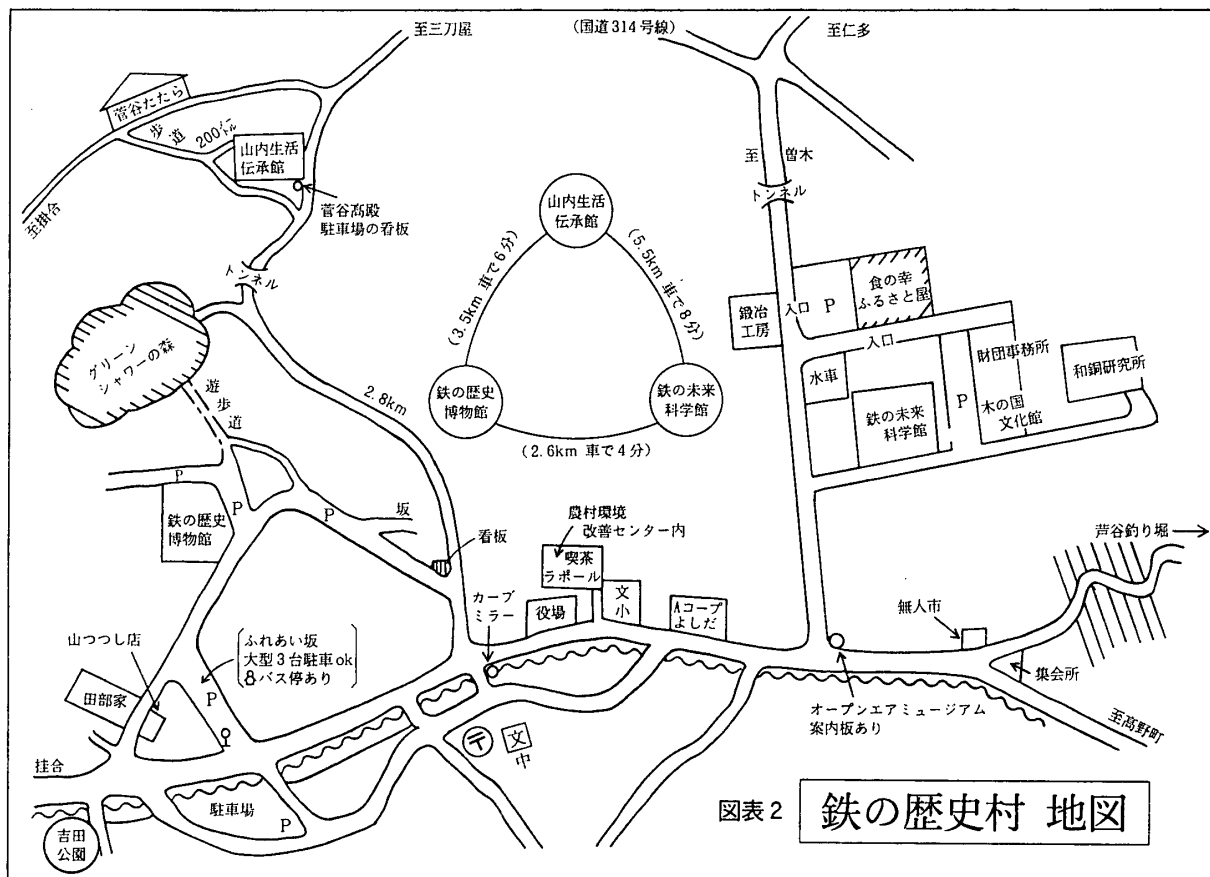 至三刀屋
(国道314号線)
至仁多
菅谷たたら
歩道
200メートル
山内生活
伝承館
至掛合
菅谷高殿
駐車場の看板
トンネル
至曽木
トンネル
山内生活
伝承館
(3.5km 車で6分)
(5.5km 車で8分)
鉄の歴史
博物館
鉄の未来
科学館
(2.6km 車で4分)
グリーン
シャワーの森
遊歩道
2.8km
鍛冶
工房
入口
P
食の幸
ふるさと屋
入口
水車
鉄の未来
科学館
P
財団事務所
木の国
文化館
和銅研究所
P
鉄の歴史
博物館
P
P
坂
看板
カーブ
ミラー
農村環境
改善センター内
喫茶
ラポール
役場
文
小
Aコープ
よしだ
無人市
芦谷釣り堀
集会所
至高野町
オープンエアミュージアム
案内板あり
山つつじ店
田部家
ふれあい坂
大型3台駐車ok
バス停あり
P
掛合
駐車場
P
吉田
公園
〒
文
中
図表2
鉄の歴史村 地図